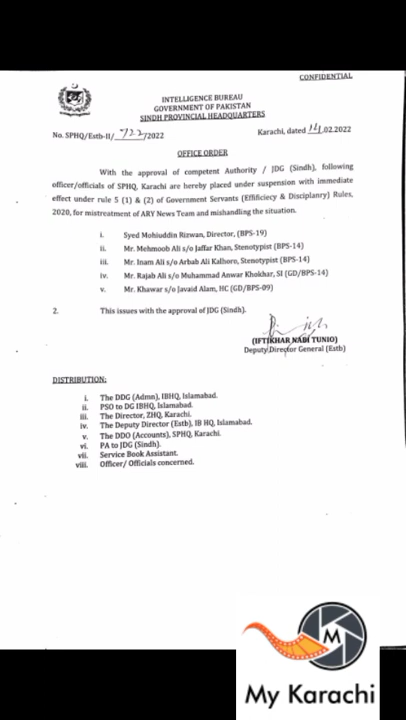 CONFIDENTIAL
INTELLIGENCE BUREAU
GOVERNMENT OF PAKISTAN
SINDH PROVINCIAL HEADQUARTERS
No. SPHQ/Estb-II/ 722 /2022
Karachi, dated 14.02.2022
OFFICE ORDER
With the approval of competent Authority / JDG (Sindh), following
officer/officials of SPHQ, Karachi are hereby placed under suspension with immediate
effect under rule 5 (1) & (2) of Government Servants (Effificiecy & Disciplanry) Rules,
2020, for mistreatment of ARY News Team and mishandling the situation.
i. Syed Mohiuddin Rizwan, Director, (BPS-19)
ii. Mr. Mehmoob Ali s/o Jaffar Khan, Stenotypist (BPS-14)
iii. Mr. Inam Ali s/o Arbab Ali Kalhoro, Stenotypist (BPS-14)
iv. Mr. Rajab Ali s/o Muhammad Anwar Khokhar, SI (GD/BPS-14)
v. Mr. Khawar s/o Javaid Alam, HC (GD/BPS-09)
2. This issues with the approval of JDG (Sindh).
(IFTIKHAR NABI TUNIO)
Deputy Director General (Estb)
DISTRIBUTION:
i. The DDG (Admn), IBHQ, Islamabad.
ii. PSO to DG IBHQ, Islamabad.
iii. The Director, ZHQ, Karachi.
iv. The Deputy Director (Estb), IB HQ, Islamabad.
v. The DDO (Accounts), SPHQ, Karachi.
vi. PA to JDG (Sindh).
vii. Service Book Assistant.
viii. Officer/ Officials concerned.
M
My Karachi